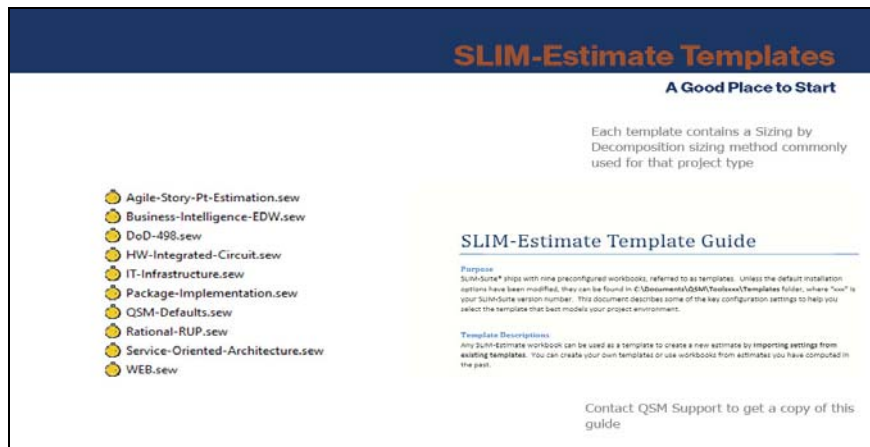 SLIM-Estimate Templates
A Good Place to Start
Each template contains a Sizing by
Decomposition sizing method commonly
used for that project type
Agile-Story-Pt-Estimation.sew
Business-Intelligence-EDW.sew
DoD-498.sew
HW-Integrated-Circuit.sew
IT-Infrastructure.sew
Package-Implementation.sew
QSM-Defaults.sew
Rational-RUP.sew
Service-Oriented-Architecture.sew
WEB.sew
SLIM-Estimate Template Guide
Purpose
SLIM-Suite® ships with nine preconfigured workbooks, referred to as templates. Unless the default installation
options have been modified, they can be found in C:\Documents\QSM\Toolsxxx\Templates folder, where "xxx" is
your SLIM-Suite version number. This document describes some of the key configuration settings to help you
select the template that best models your project environment.
Template Descriptions
Any SLIM-Estimate workbook can be used as a template to create a new estimate by importing settings from
existing templates. You can create your own templates or use workbooks from estimates you have computed in
the past.
Contact QSM Support to get a copy of this
guide